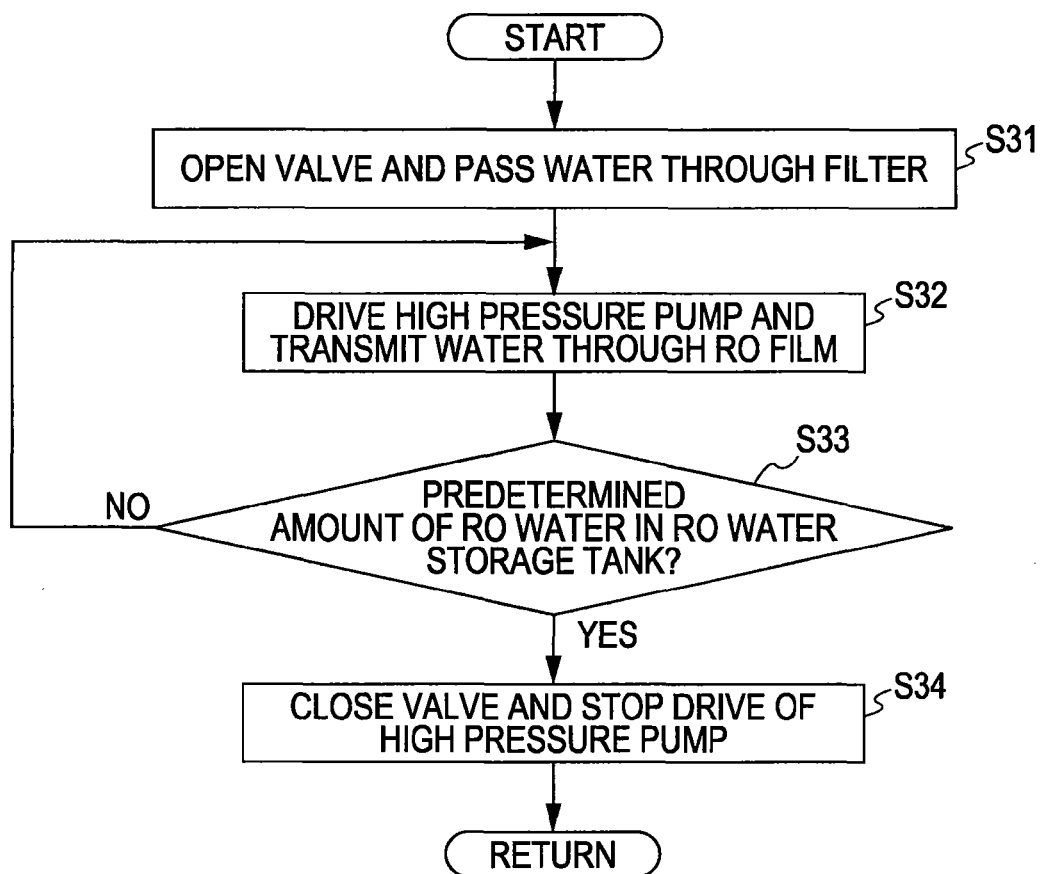 START
S31
OPEN VALVE AND PASS WATER THROUGH FILTER
S32
DRIVE HIGH PRESSURE PUMP AND
TRANSMIT WATER THROUGH RO FILM
S33
NO
PREDETERMINED
AMOUNT OF RO WATER IN RO WATER
STORAGE TANK?
YES
S34
CLOSE VALVE AND STOP DRIVE OF
HIGH PRESSURE PUMP
RETURN